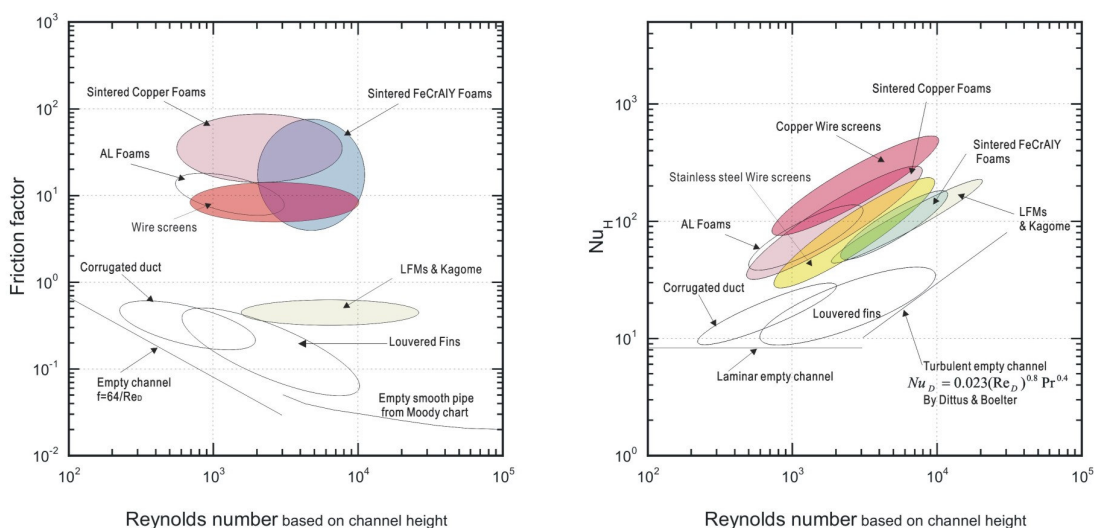 10³
10²
10¹
10⁰
10⁻¹
10⁻²
Friction factor
Sintered Copper Foams
Sintered FeCrAlY Foams
AL Foams
Wire screens
Corrugated duct
LFMs & Kagome
Louvered Fins
Empty channel
f=64/Re_D
Empty smooth pipe
from Moody chart
10² 10³ 10⁴ 10⁵
Reynolds number based on channel height
10³
10²
10¹
10⁰
Nu_H
Sintered Copper Foams
Copper Wire screens
Sintered FeCrAlY
Foams
Stainless steel Wire screens
AL Foams
LFMs
& Kagome
Corrugated duct
Louvered fins
Laminar empty channel
Turbulent empty channel
Nu_D = 0.023(Re_D)^0.8 Pr^0.4
By Dittus & Boelter
10² 10³ 10⁴ 10⁵
Reynolds number based on channel height